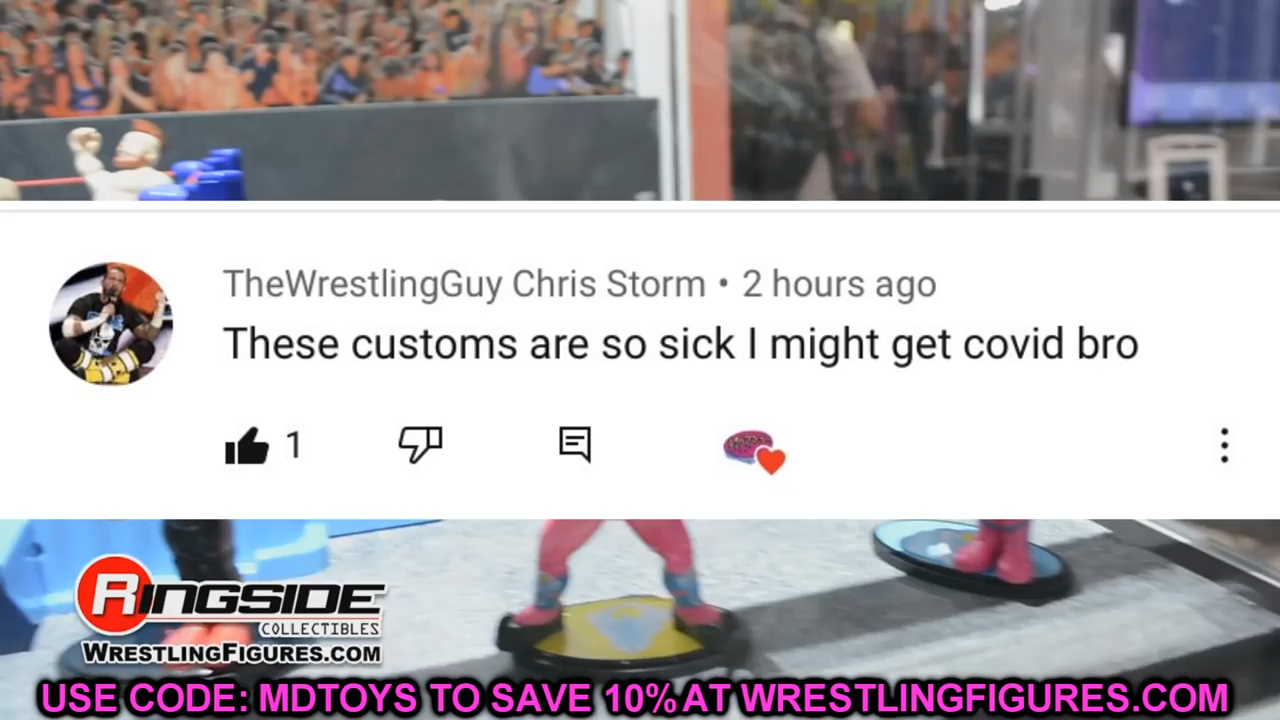 TheWrestlingGuy Chris Storm • 2 hours ago
These customs are so sick I might get covid bro
1
RINGSIDE
COLLECTIBLES
WRESTLINGFIGURES.COM
USE CODE: MDTOYS TO SAVE 10% AT WRESTLINGFIGURES.COM